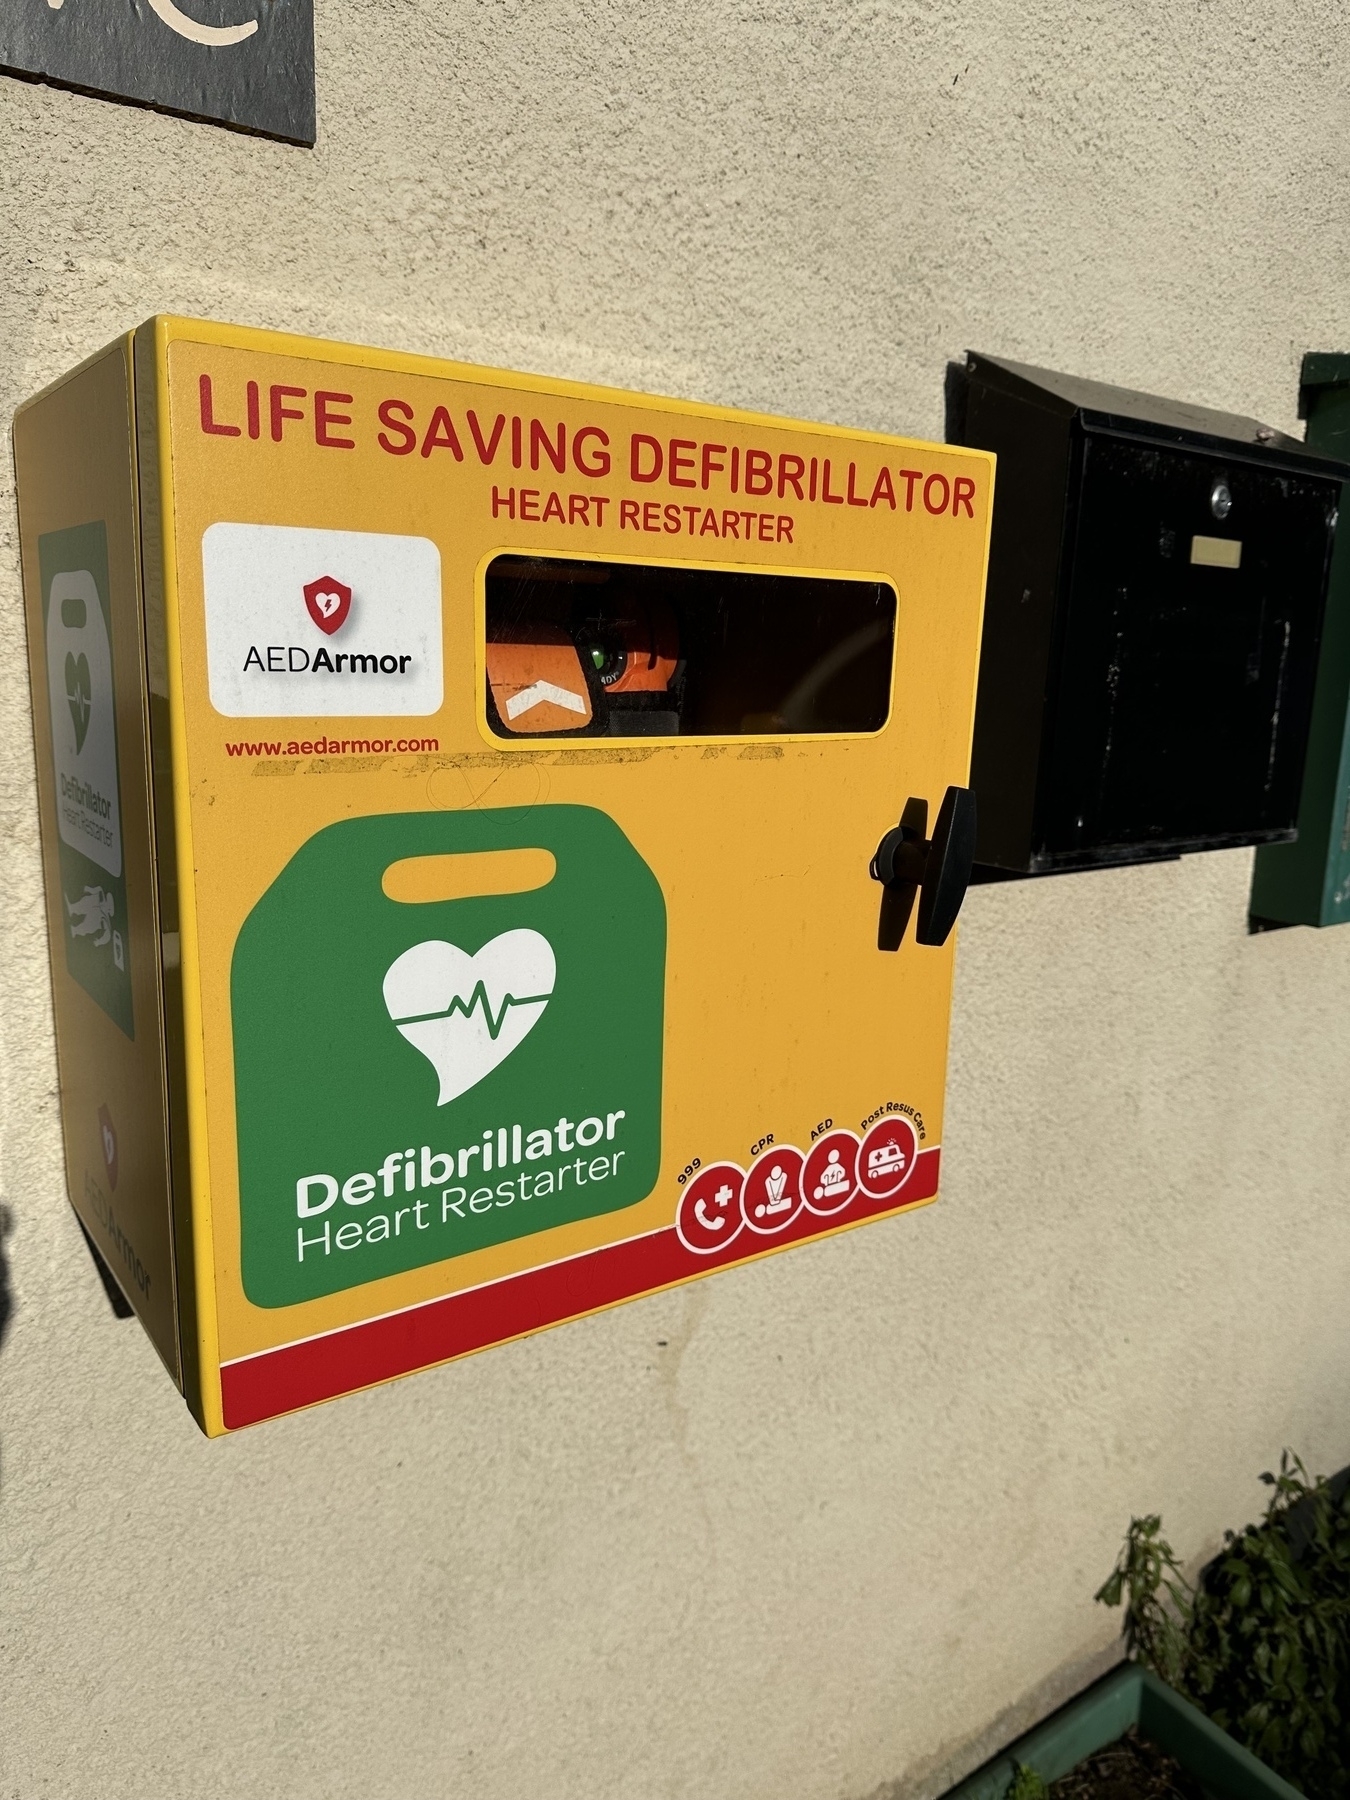 LIFE SAVING DEFIBRILLATOR
HEART RESTARTER
AEDArmor
www.aedarmor.com
Defibrillator
Heart Restarter
999
CPR
AED
Post Resus Care
Defibrillator
Heart Restarter
AEDArmor